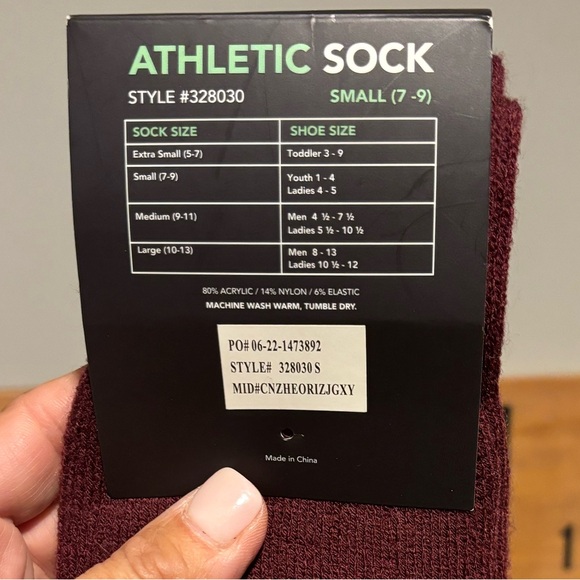 ATHLETIC SOCK
STYLE #328030 SMALL (7 -9)
SOCK SIZE SHOE SIZE
Extra Small (5-7) Toddler 3 - 9
Small (7-9) Youth 1 - 4
Ladies 4 - 5
Medium (9-11) Men 4 ½ - 7 ½
Ladies 5 ½ - 10 ½
Large (10-13) Men 8 - 13
Ladies 10 ½ - 12
80% ACRYLIC / 14% NYLON / 6% ELASTIC
MACHINE WASH WARM, TUMBLE DRY.
PO# 06-22-1473892
STYLE# 328030 S
MID#CNZHEORIZJGXY
Made in China
1